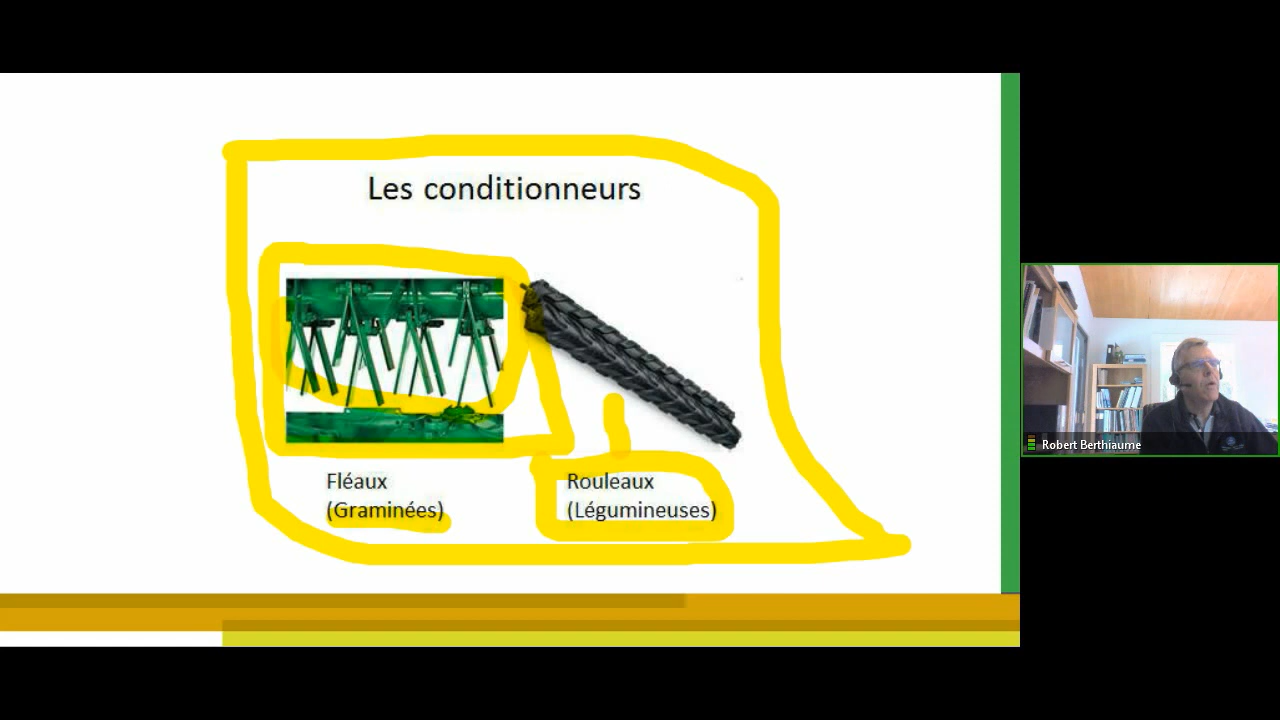 Les conditionneurs
Fléaux
(Graminées)
Rouleaux
(Légumineuses)
Robert Berthiaume